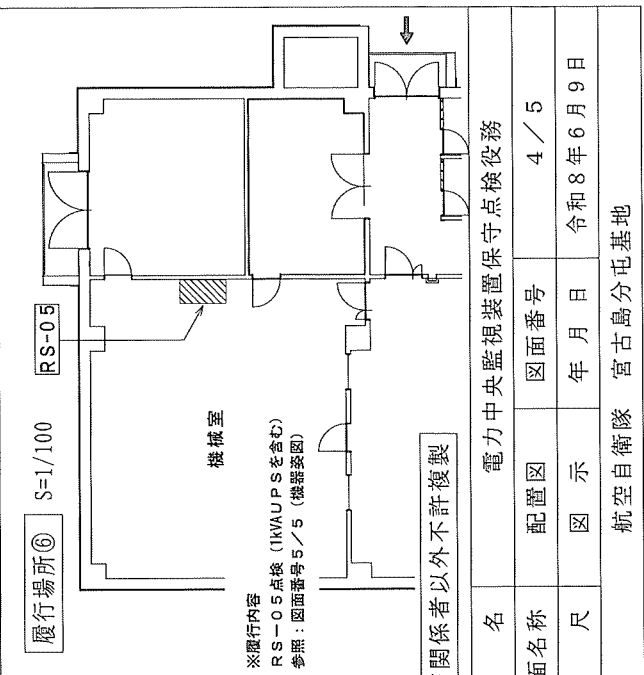 履行場所⑥ S=1/100
RS-05
機械室
※履行内容
RS-05点検(1kVAUPSを含む)
参照:図面番号5/5(機器姿図)
関係者以外不許複製
名 電力中央監視装置保守点検役務
面名称 配置図 図面番号 4/5
尺 図示 年月日 令和8年6月9日
航空自衛隊 宮古島分屯基地